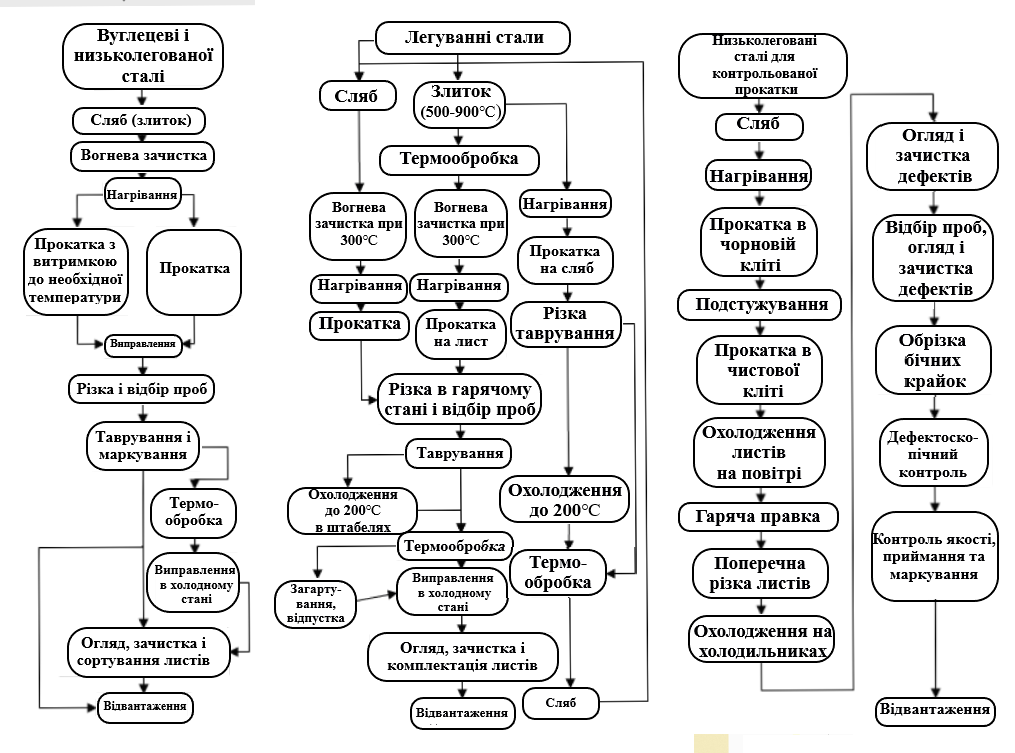 Вуглецеві і
низьколегованої
сталі
Сляб (злиток)
Вогнева зачистка
Нагрівання
Прокатка з
витримкою
до необхідної
температури
Прокатка
Виправлення
Різка і відбір проб
Таврування і
маркування
Термо-
обробка
Виправлення
в холодному
стані
Огляд, зачистка і
сортування листів
Відвантаження
Легуванні стали
Сляб
Злиток
(500-900°С)
Термообробка
Вогнева
зачистка при
300°С
Вогнева
зачистка при
300°С
Нагрівання
Нагрівання
Нагрівання
Прокатка
на сляб
Прокатка
Прокатка
на лист
Різка
таврування
Різка в гарячому
стані і відбір проб
Таврування
Охолодження
до 200°С
в штабелях
Охолодження
до 200°С
Термообробка
Термо-
обробка
Загарту-
вання,
відпустка
Виправлення
в холодному
стані
Огляд, зачистка і
комплектація листів
Відвантаження
Сляб
Низьколеговані
сталі для
контрольованої
прокатки
Сляб
Нагрівання
Прокатка в
чорновій
кліті
Подстужування
Прокатка в
чистової
кліті
Охолодження
листів
на повітрі
Гаряча правка
Поперечна
різка листів
Охолодження на
холодильниках
Огляд і
зачистка
дефектів
Відбір проб,
огляд і
зачистка
дефектів
Обрізка
бічних
крайок
Дефектоско-
пічний
контроль
Контроль якості,
приймання та
маркування
Відвантаження